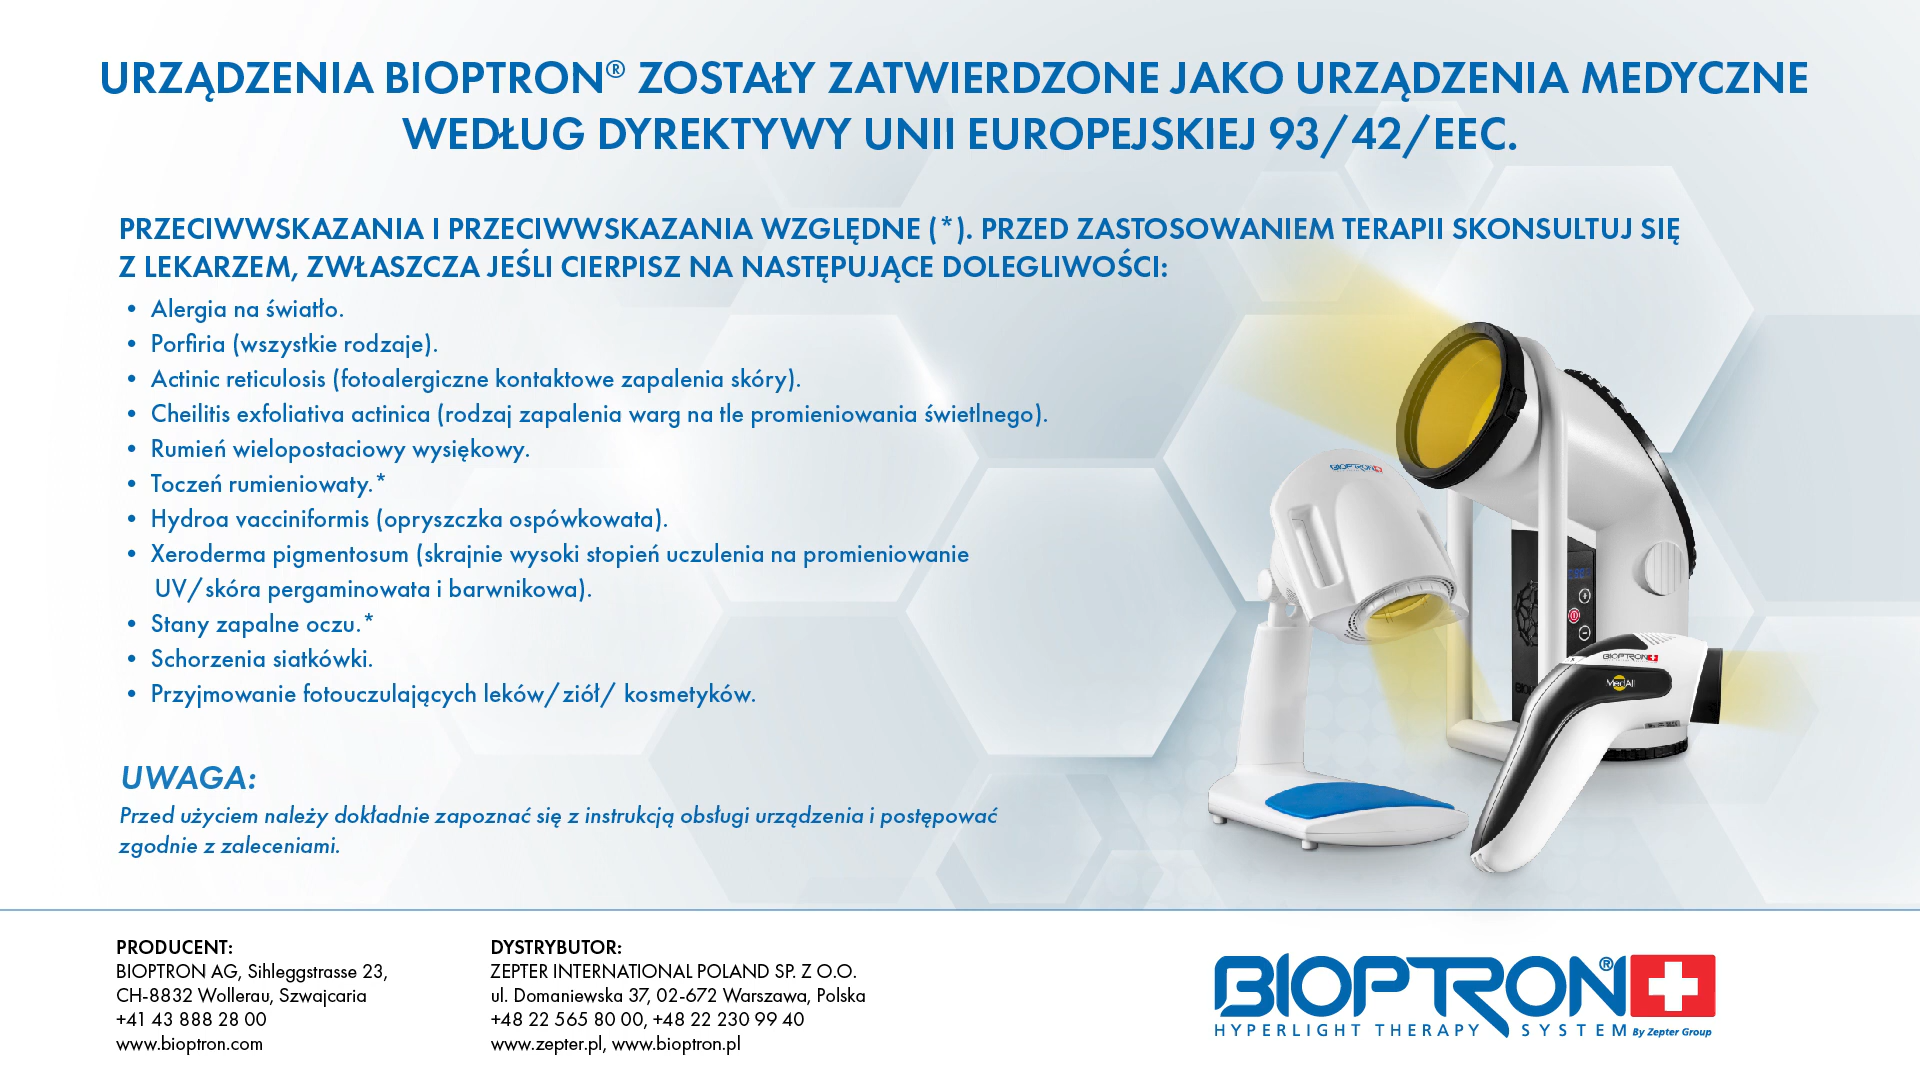 URZĄDZENIA BIOPTRON® ZOSTAŁY ZATWIERDZONE JAKO URZĄDZENIA MEDYCZNE
WEDŁUG DYREKTYWY UNII EUROPEJSKIEJ 93/42/EEC.
PRZECIWWSKAZANIA I PRZECIWWSKAZANIA WZGLĘDNE (*). PRZED ZASTOSOWANIEM TERAPII SKONSULTUJ SIĘ
Z LEKARZEM, ZWŁASZCZA JEŚLI CIERPISZ NA NASTĘPUJĄCE DOLEGLIWOŚCI:
• Alergia na światło.
• Porfiria (wszystkie rodzaje).
• Actinic reticulosis (fotoalergiczne kontaktowe zapalenia skóry).
• Cheilitis exfoliativa actinica (rodzaj zapalenia warg na tle promieniowania świetlnego).
• Rumień wielopostaciowy wysiękowy.
• Toczeń rumieniowaty.*
• Hydroa vacciniformis (opryszczka ospówkowata).
• Xeroderma pigmentosum (skrajnie wysoki stopień uczulenia na promieniowanie
UV/skóra pergaminowata i barwnikowa).
• Stany zapalne oczu.*
• Schorzenia siatkówki.
• Przyjmowanie fotouczulających leków/ziół/ kosmetyków.
UWAGA:
Przed użyciem należy dokładnie zapoznać się z instrukcją obsługi urządzenia i postępować
zgodnie z zaleceniami.
BIOPTRON
BIOPTRON
MedAll
PRODUCENT:
BIOPTRON AG, Sihleggstrasse 23,
CH-8832 Wollerau, Szwajcaria
+41 43 888 28 00
www.bioptron.com
DYSTRYBUTOR:
ZEPTER INTERNATIONAL POLAND SP. Z O.O.
ul. Domaniewska 37, 02-672 Warszawa, Polska
+48 22 565 80 00, +48 22 230 99 40
www.zepter.pl, www.bioptron.pl
BIOPTRON®
HYPERLIGHT THERAPY SYSTEM By Zepter Group